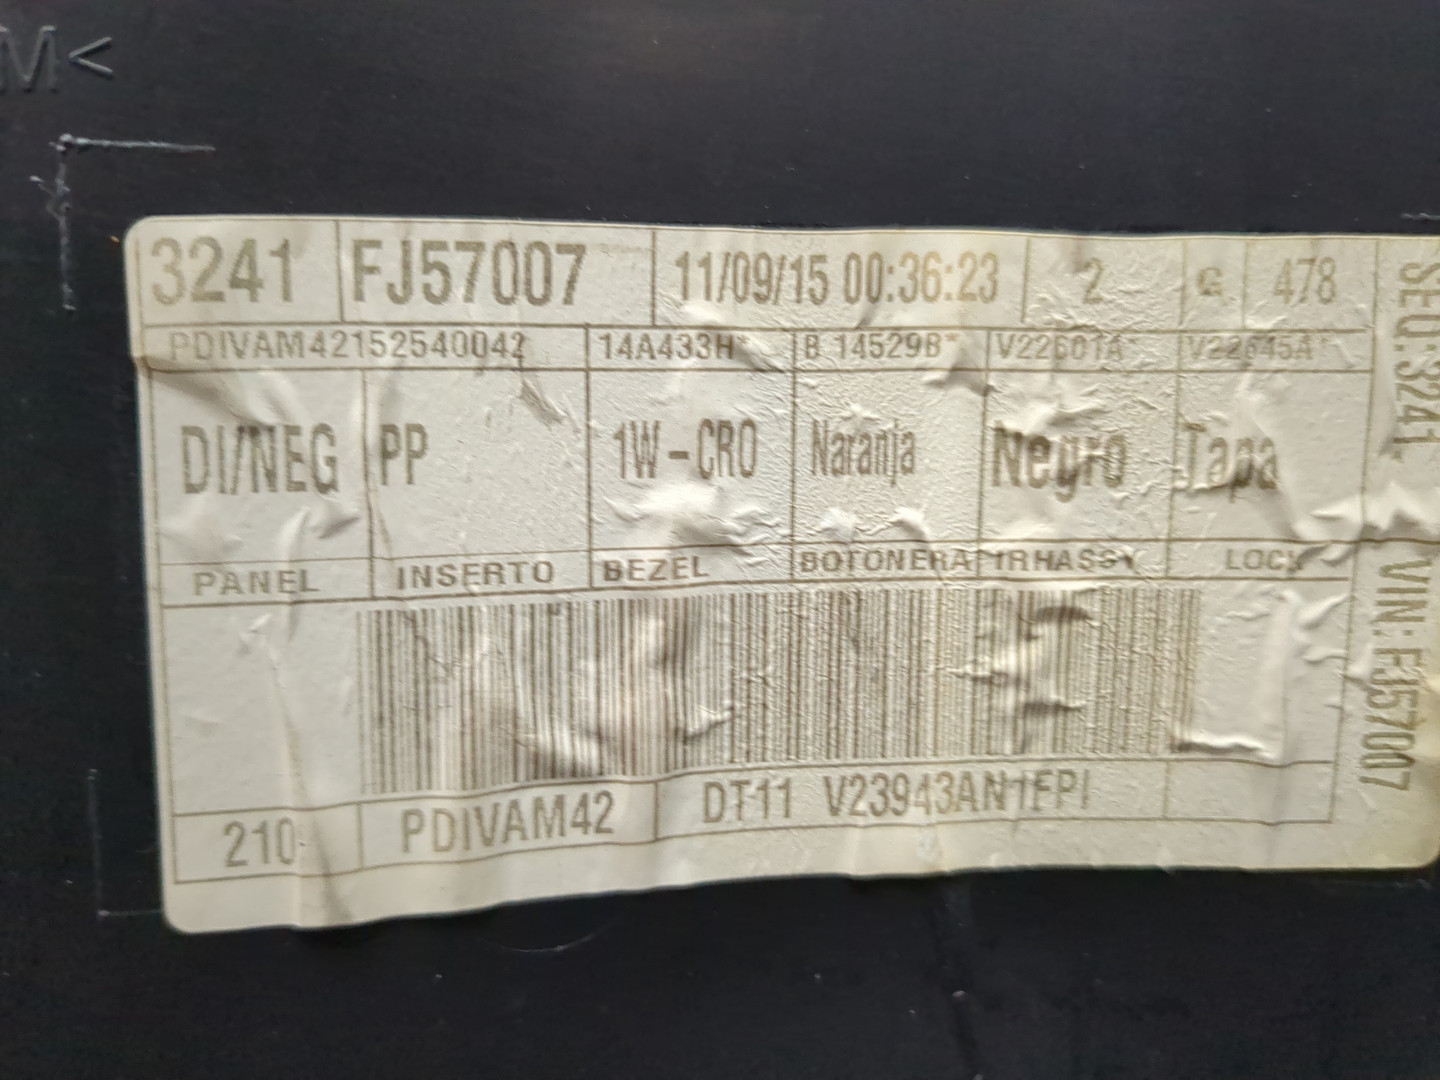 M<
3241 FJ57007 11/09/15 00:36:23 2 G 478
PDIVAM42152540042 14A433H* B 14529B* V22601A* V22645A*
DI/NEG PP 1W-CRO Naranja Negro Tapa
PANEL INSERTO BEZEL BOTONERA IRHASSY LOCK
210 PDIVAM42 DT11 V23943AN1FPI
SEQ:3241 VIN:FJ57007